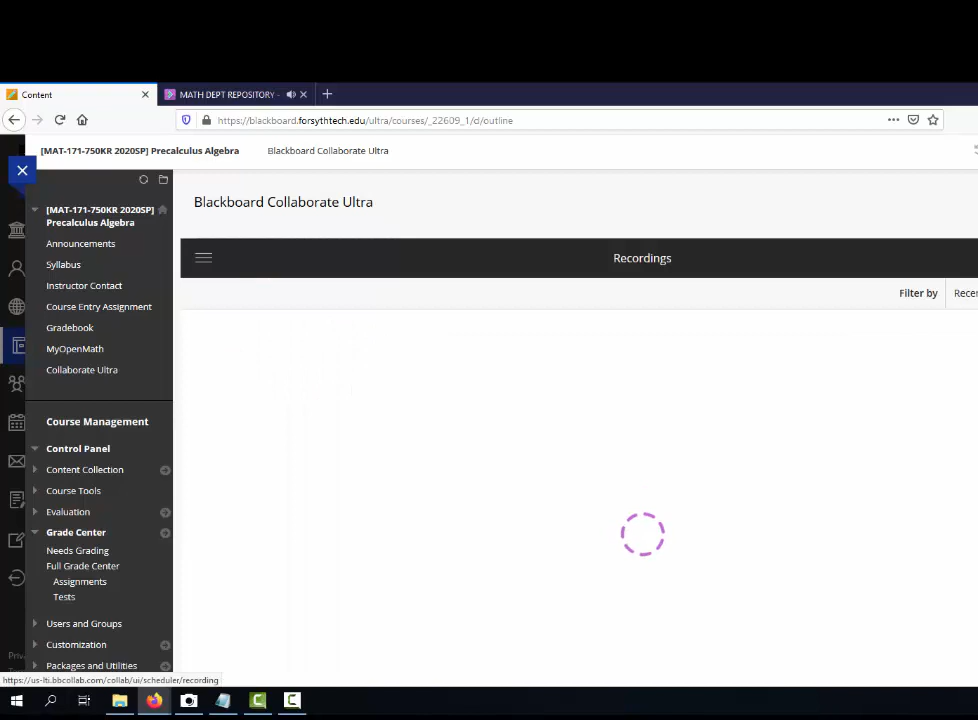 Content
MATH DEPT REPOSITORY -
https://blackboard.forsythtech.edu/ultra/courses/_22609_1/d/outline
[MAT-171-750KR 2020SP] Precalculus Algebra
Blackboard Collaborate Ultra
[MAT-171-750KR 2020SP]
Precalculus Algebra
Announcements
Syllabus
Instructor Contact
Course Entry Assignment
Gradebook
MyOpenMath
Collaborate Ultra
Course Management
Control Panel
Content Collection
Course Tools
Evaluation
Grade Center
Needs Grading
Full Grade Center
Assignments
Tests
Users and Groups
Customization
Packages and Utilities
Blackboard Collaborate Ultra
Recordings
Filter by
Recen
https://us-lti.bbcollab.com/collab/ui/scheduler/recording